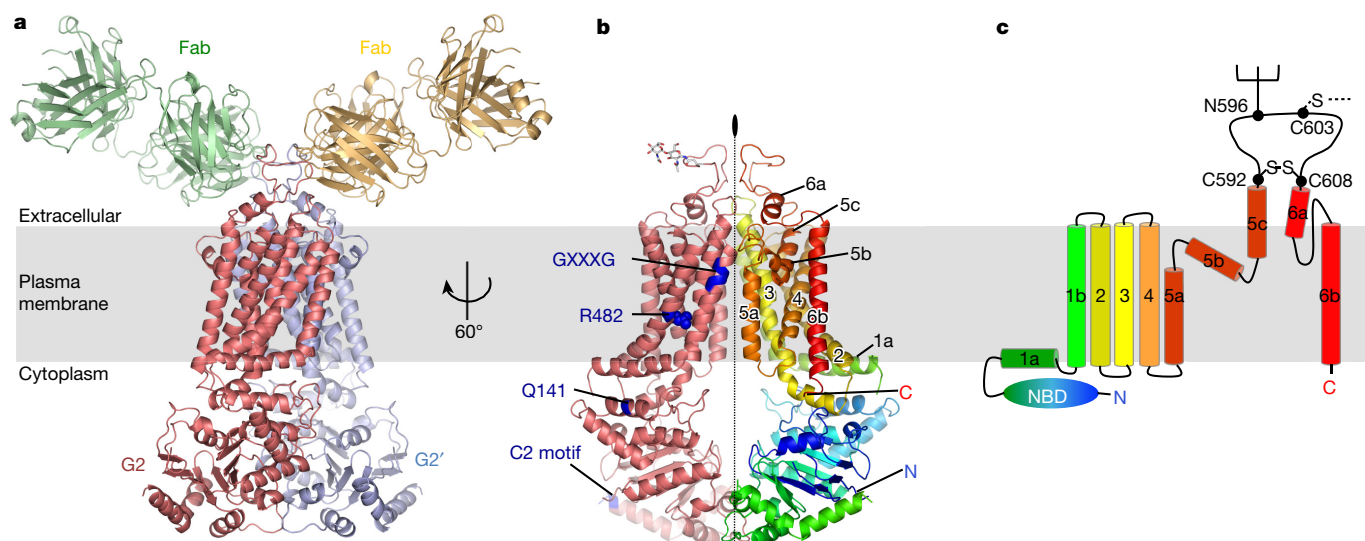 a
Fab
Fab
Extracellular
Plasma
membrane
Cytoplasm
60°
G2
G2′
b
6a
5c
5b
GXXXG
R482
3
4
5a
6b
2
1a
Q141
C
C2 motif
N
c
N596
S
C603
S
S
C592
C608
6a
5c
5b
1b
2
3
4
5a
6b
1a
NBD
N
C